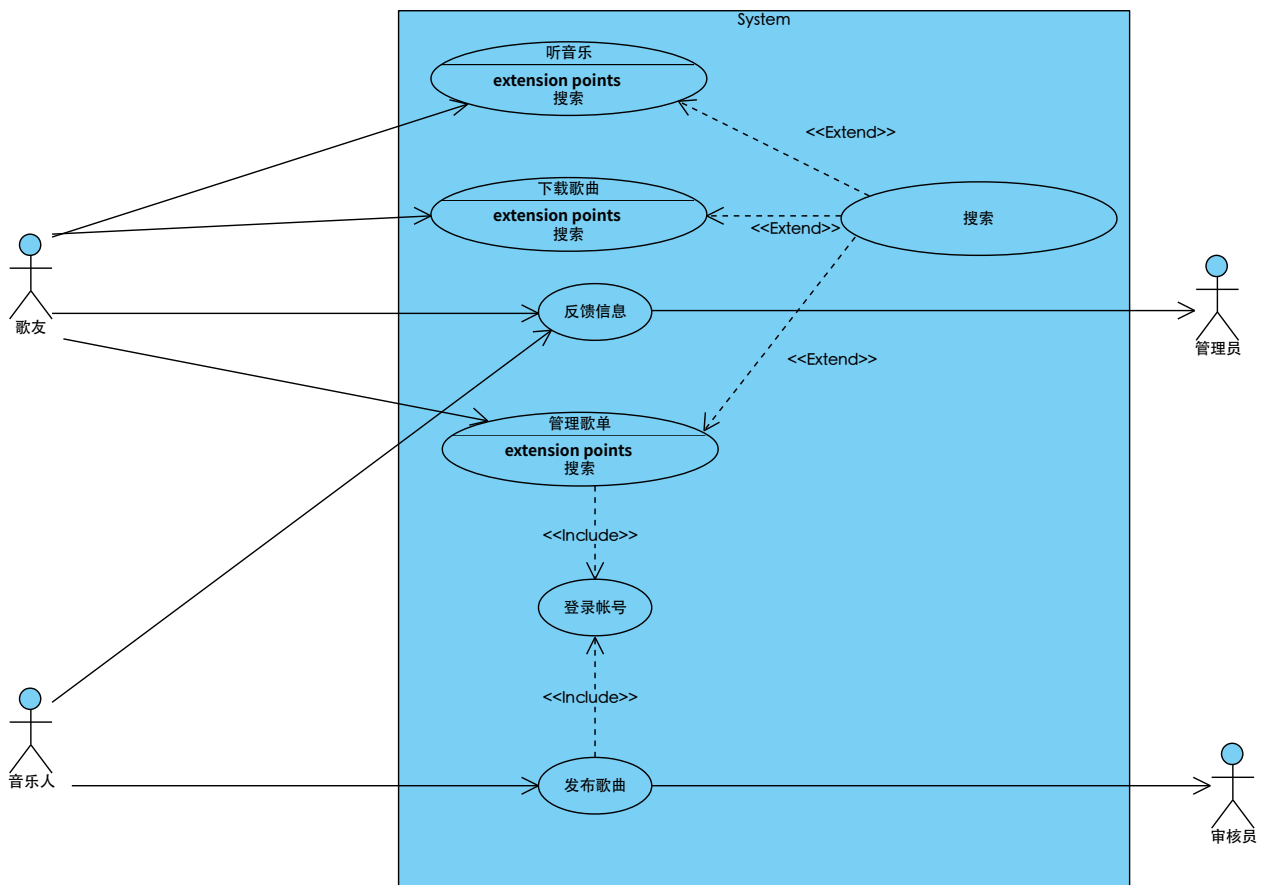 System
听音乐
extension points
搜索
<<Extend>>
下载歌曲
extension points
搜索
<<Extend>>
搜索
歌友
反馈信息
管理员
<<Extend>>
管理歌单
extension points
搜索
<<Include>>
登录帐号
<<Include>>
音乐人
发布歌曲
审核员